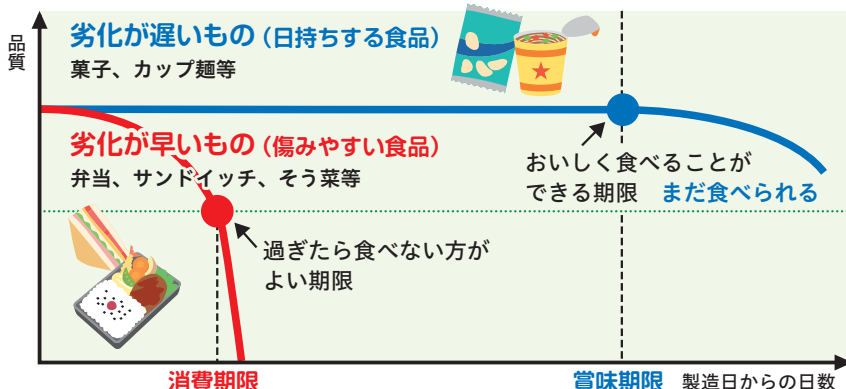 品質
劣化が遅いもの（日持ちする食品）
菓子、カップ麺等
劣化が早いもの（傷みやすい食品）
弁当、サンドイッチ、そう菜等
おいしく食べることが
できる期限 まだ食べられる
過ぎたら食べない方が
よい期限
消費期限
賞味期限
製造日からの日数